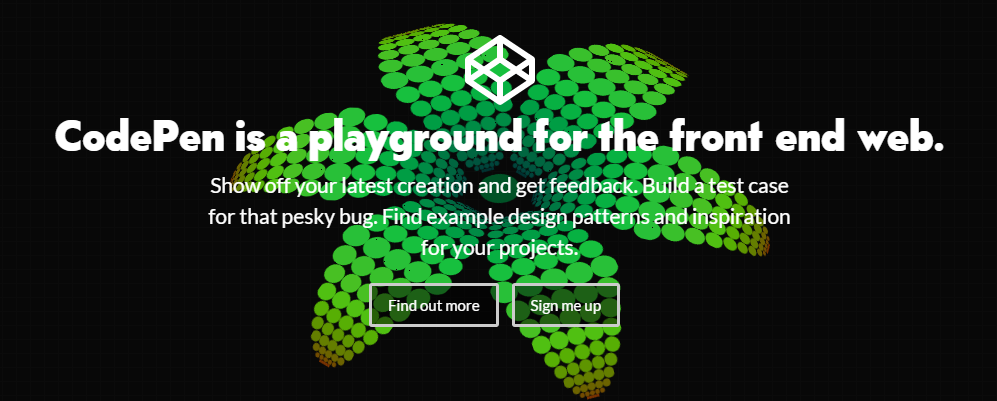 CodePen is a playground for the front end web.
Show off your latest creation and get feedback. Build a test case
for that pesky bug. Find example design patterns and inspiration
for your projects.
Find out more
Sign me up